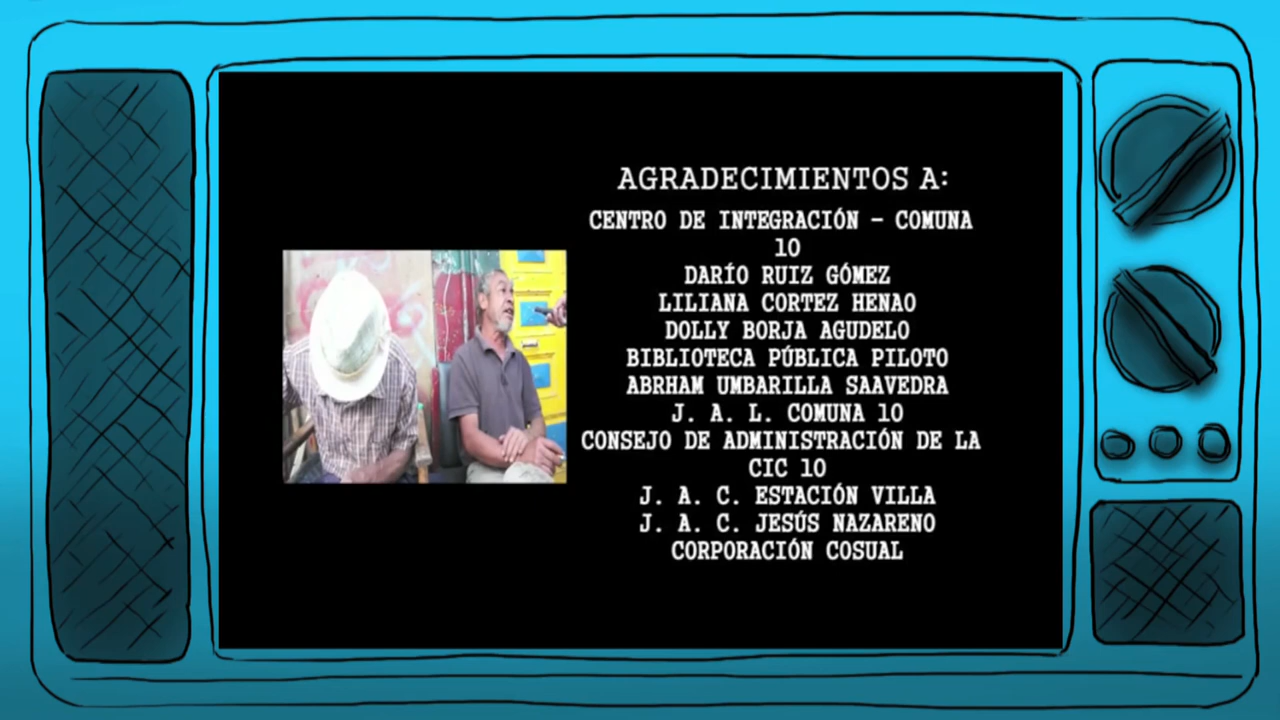 AGRADECIMIENTOS A:
CENTRO DE INTEGRACIÓN - COMUNA
10
DARÍO RUIZ GÓMEZ
LILIANA CORTEZ HENAO
DOLLY BORJA AGUDELO
BIBLIOTECA PÚBLICA PILOTO
ABRHAM UMBARILLA SAAVEDRA
J. A. L. COMUNA 10
CONSEJO DE ADMINISTRACIÓN DE LA
CIC 10
J. A. C. ESTACIÓN VILLA
J. A. C. JESÚS NAZARENO
CORPORACIÓN COSUAL